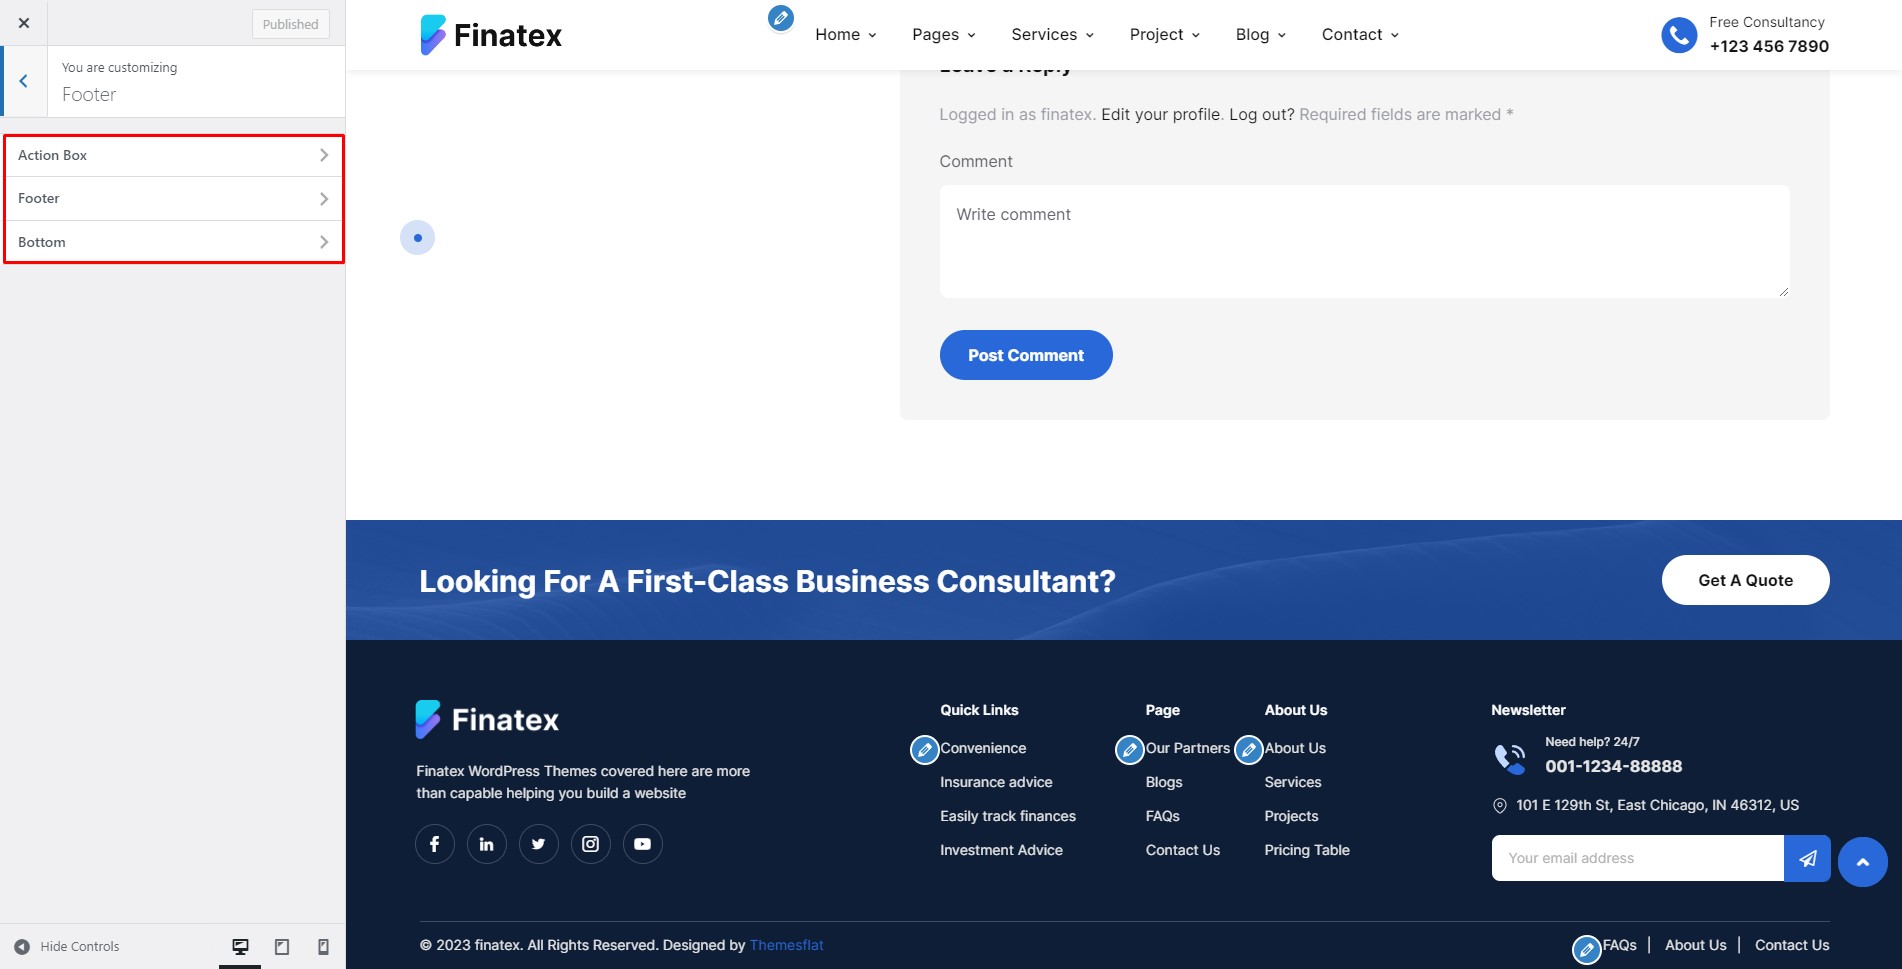 Published
You are customizing
Footer
Action Box
Footer
Bottom
Hide Controls
Finatex
Home
Pages
Services
Project
Blog
Contact
Free Consultancy
+123 456 7890
Leave a Reply
Logged in as finatex. Edit your profile. Log out? Required fields are marked *
Comment
Write comment
Post Comment
Looking For A First-Class Business Consultant?
Get A Quote
Finatex
Finatex WordPress Themes covered here are more
than capable helping you build a website
Quick Links
Convenience
Insurance advice
Easily track finances
Investment Advice
Page
Our Partners
Blogs
FAQs
Contact Us
About Us
About Us
Services
Projects
Pricing Table
Newsletter
Need help? 24/7
001-1234-88888
101 E 129th St, East Chicago, IN 46312, US
Your email address
© 2023 finatex. All Rights Reserved. Designed by Themesflat
FAQs | About Us | Contact Us